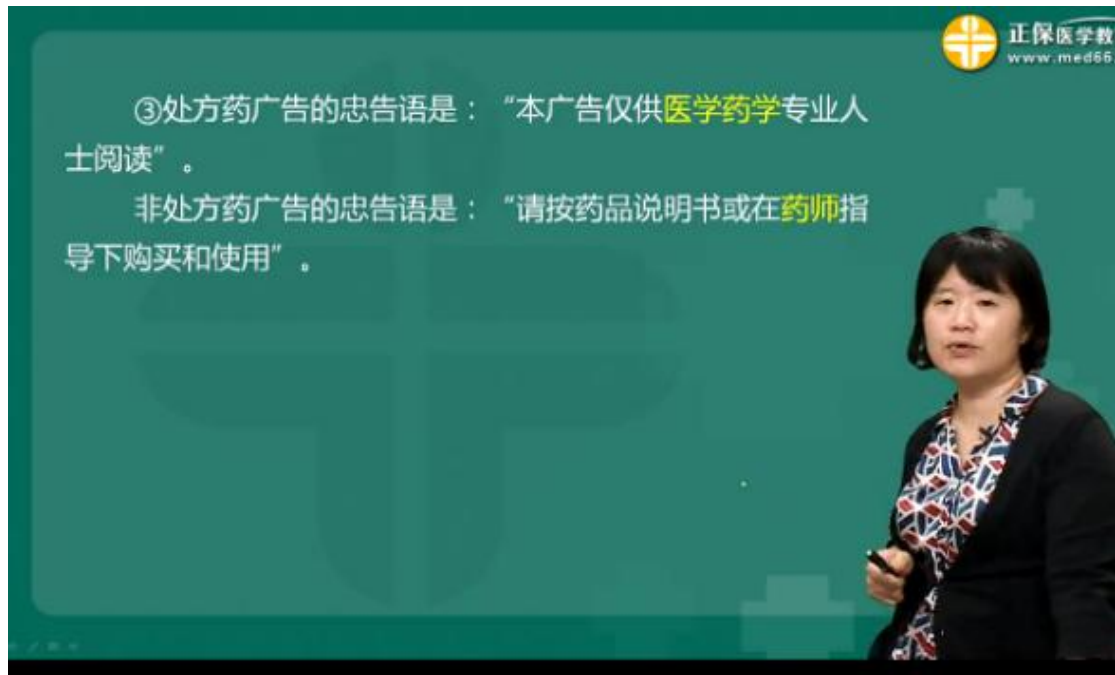 正保医学教
www.med66
③处方药广告的忠告语是：“本广告仅供医学药学专业人
士阅读”。
非处方药广告的忠告语是：“请按药品说明书或在药师指
导下购买和使用”。